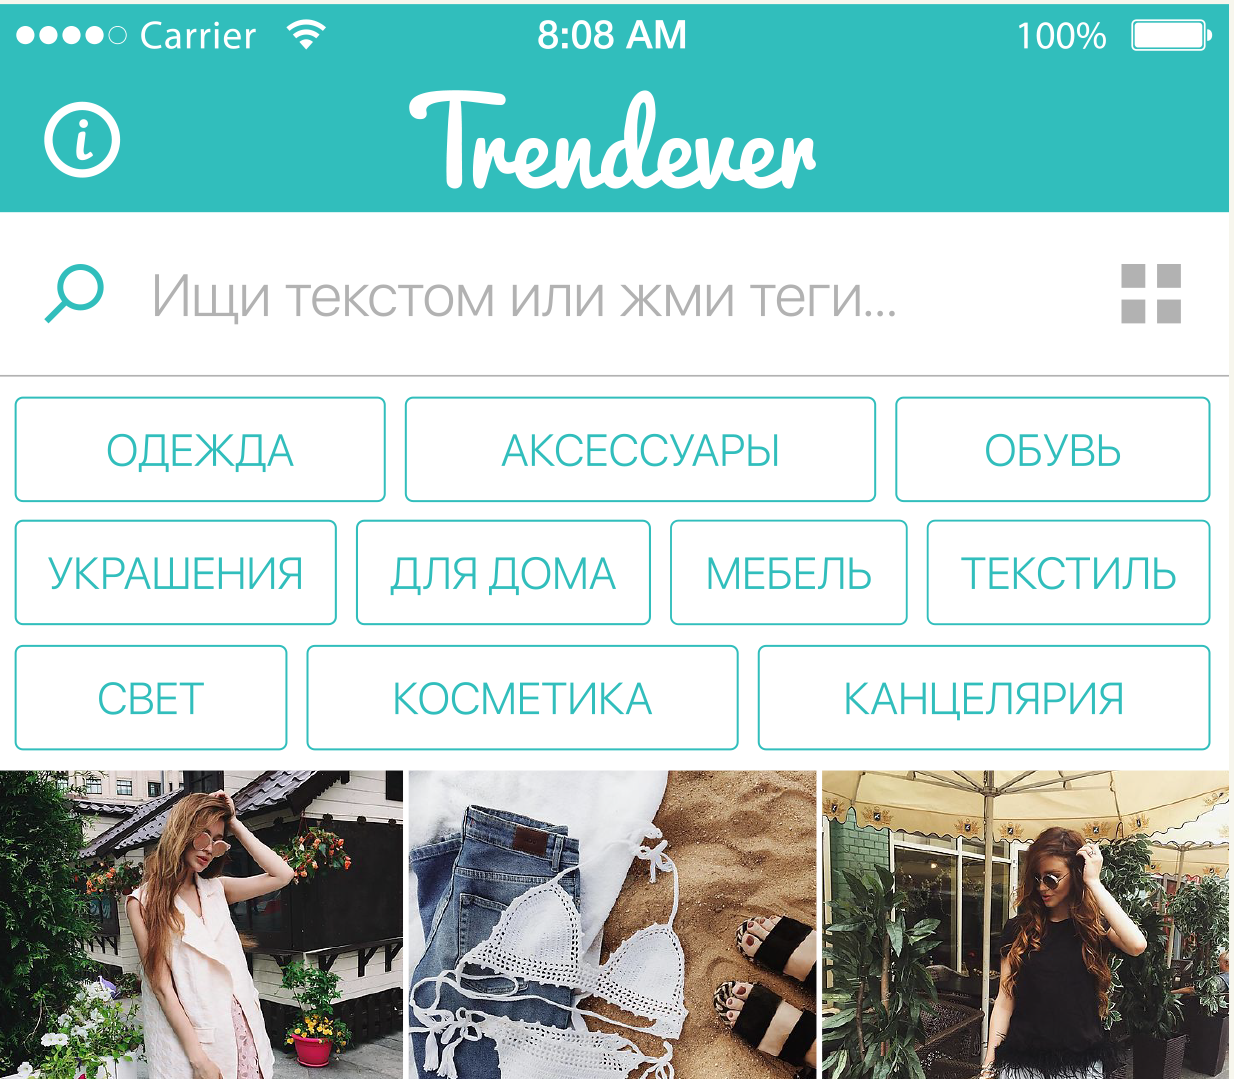 Carrier 8:08 AM 100%
i Trendever
Ищи текстом или жми теги...
ОДЕЖДА АКСЕССУАРЫ ОБУВЬ
УКРАШЕНИЯ ДЛЯ ДОМА МЕБЕЛЬ ТЕКСТИЛЬ
СВЕТ КОСМЕТИКА КАНЦЕЛЯРИЯ